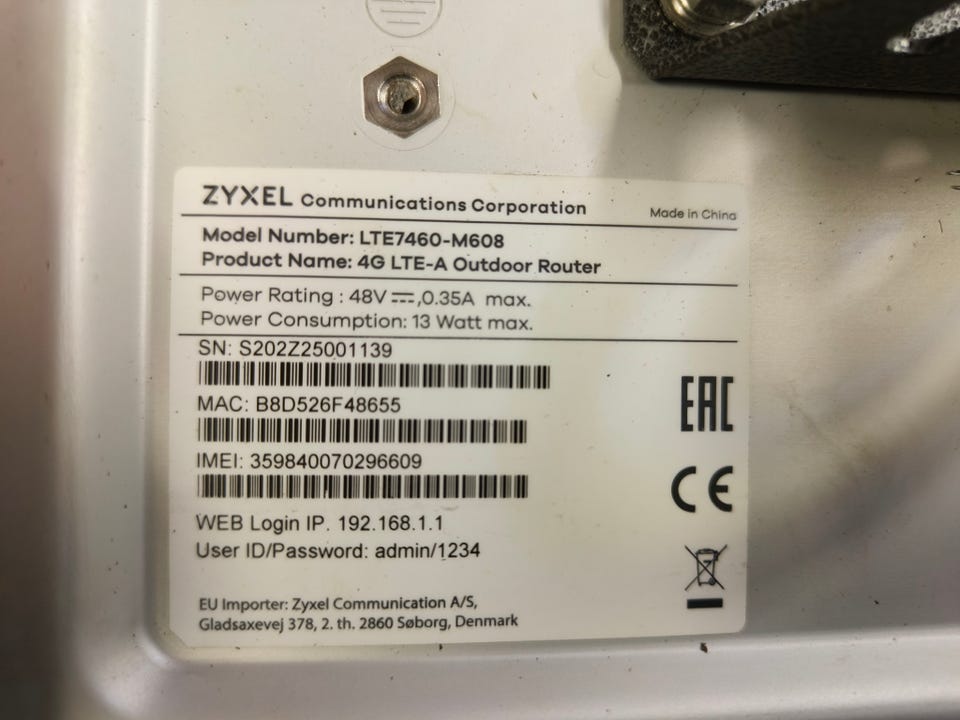 ZYXEL Communications Corporation
Made in China
Model Number: LTE7460-M608
Product Name: 4G LTE-A Outdoor Router
Power Rating : 48V ⎓,0.35A max.
Power Consumption: 13 Watt max.
SN: S202Z25001139
MAC: B8D526F48655
IMEI: 359840070296609
WEB Login IP. 192.168.1.1
User ID/Password: admin/1234
EAC
CE
EU Importer: Zyxel Communication A/S,
Gladsaxevej 378, 2. th. 2860 Søborg, Denmark